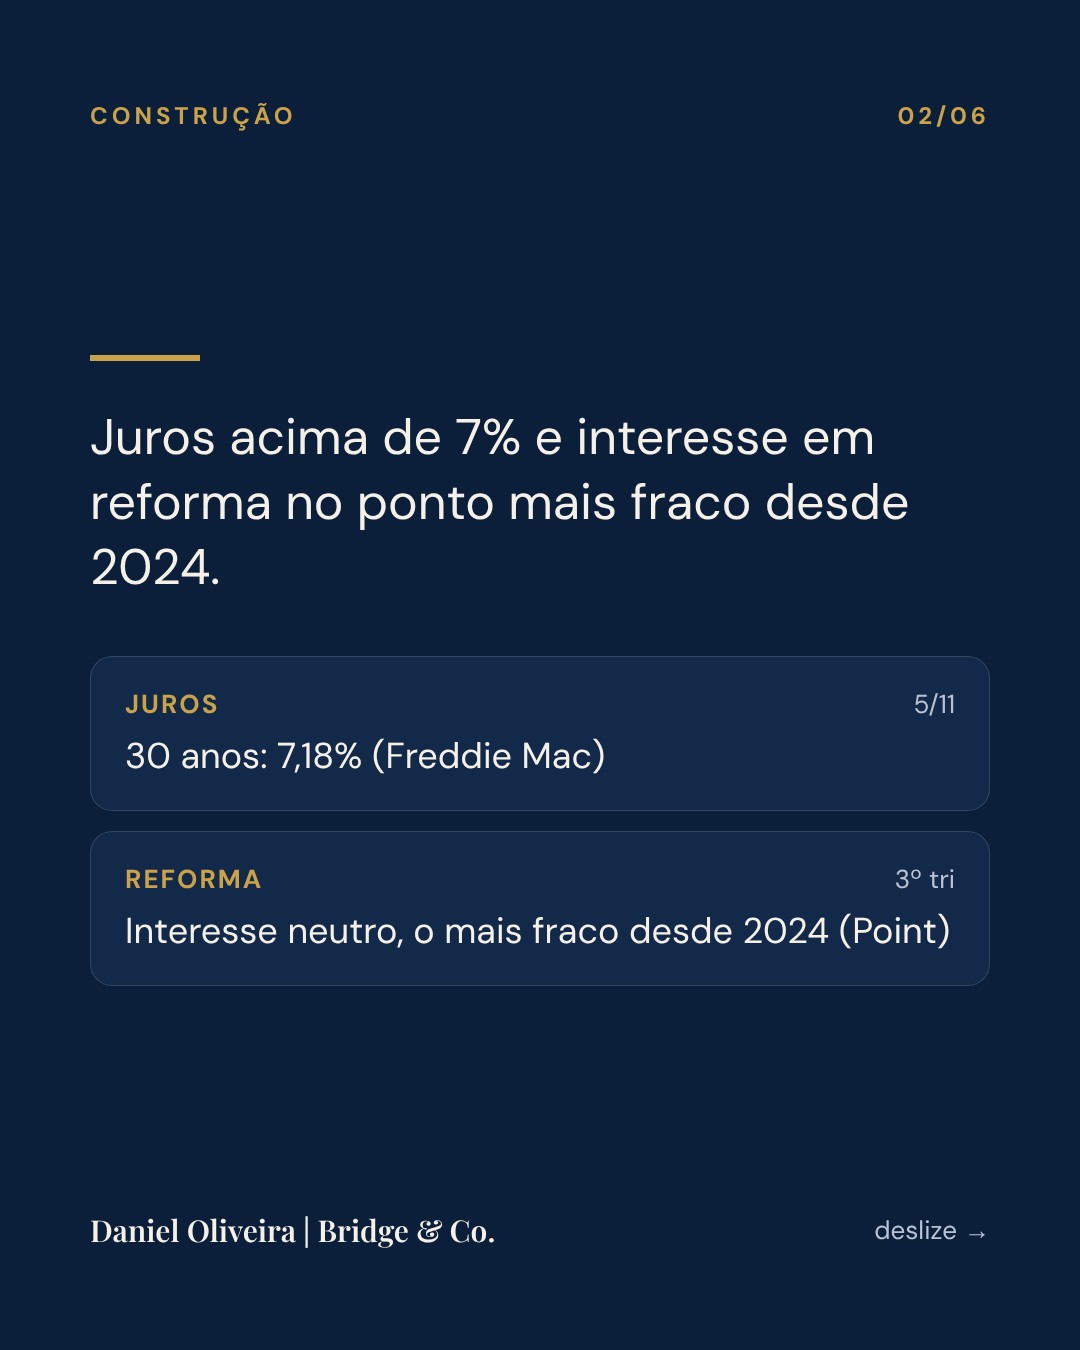 CONSTRUÇÃO
02/06
Juros acima de 7% e interesse em
reforma no ponto mais fraco desde
2024.
JUROS
5/11
30 anos: 7,18% (Freddie Mac)
REFORMA
3º tri
Interesse neutro, o mais fraco desde 2024 (Point)
Daniel Oliveira | Bridge & Co.
deslize →